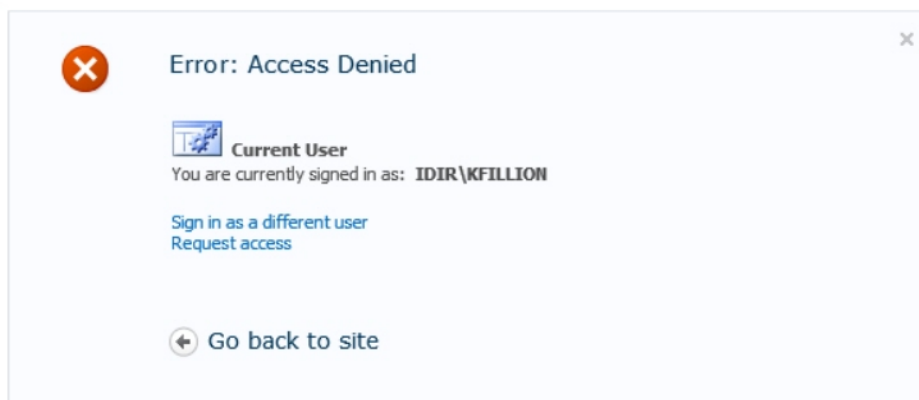 Error: Access Denied
Current User
You are currently signed in as: IDIR\KFILLION
Sign in as a different user
Request access
Go back to site